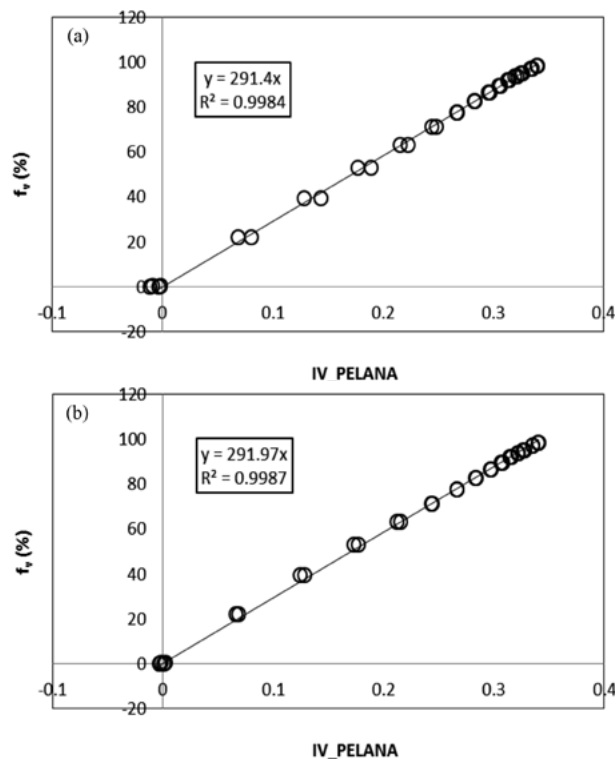 (a)
120
100
80
60
40
20
0
-20
fᵥ (%)
y = 291.4x
R² = 0.9984
-0.1 0 0.1 0.2 0.3 0.4
IV_PELANA
(b)
120
100
80
60
40
20
0
-20
fᵥ (%)
y = 291.97x
R² = 0.9987
-0.1 0 0.1 0.2 0.3 0.4
IV_PELANA